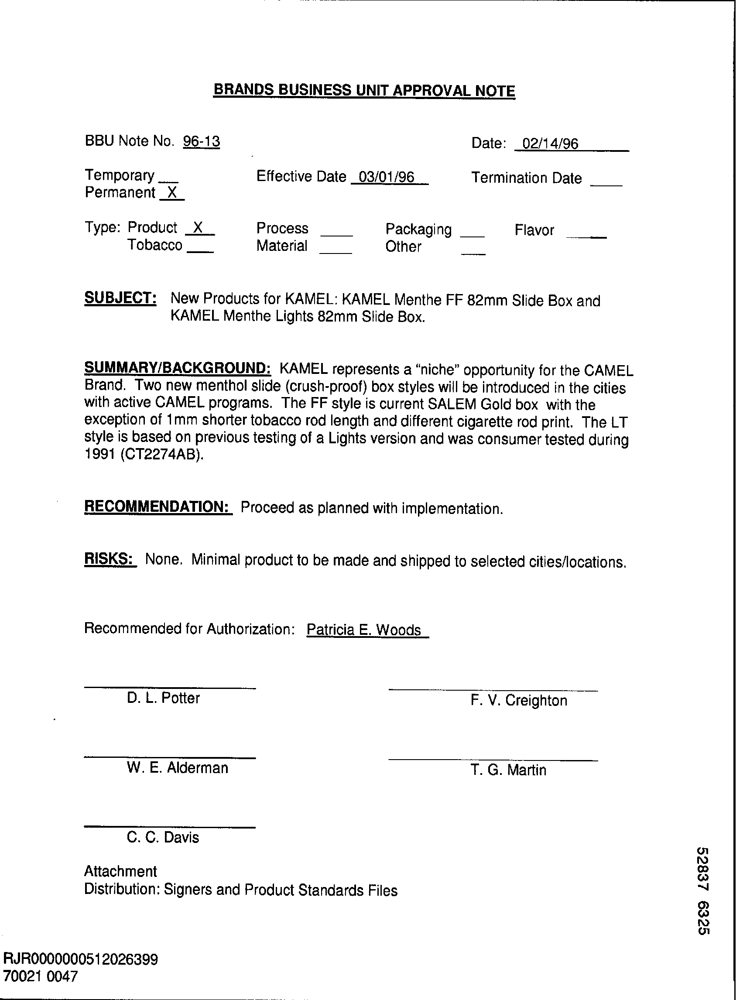 BRANDS BUSINESS UNIT APPROVAL NOTE
BBU Note No. 96-13 Date: 02/14/96
Temporary ___ Effective Date 03/01/96 Termination Date ____
Permanent X
Type: Product X Process ____ Packaging ___ Flavor ____
Tobacco ___ Material ____ Other ___
SUBJECT: New Products for KAMEL: KAMEL Menthe FF 82mm Slide Box and
KAMEL Menthe Lights 82mm Slide Box.
SUMMARY/BACKGROUND: KAMEL represents a "niche" opportunity for the CAMEL
Brand. Two new menthol slide (crush-proof) box styles will be introduced in the cities
with active CAMEL programs. The FF style is current SALEM Gold box with the
exception of 1mm shorter tobacco rod length and different cigarette rod print. The LT
style is based on previous testing of a Lights version and was consumer tested during
1991 (CT2274AB).
RECOMMENDATION: Proceed as planned with implementation.
RISKS: None. Minimal product to be made and shipped to selected cities/locations.
Recommended for Authorization: Patricia E. Woods
D. L. Potter F. V. Creighton
W. E. Alderman T. G. Martin
C. C. Davis
Attachment
Distribution: Signers and Product Standards Files
52837 6325
RJR0000000512026399
70021 0047